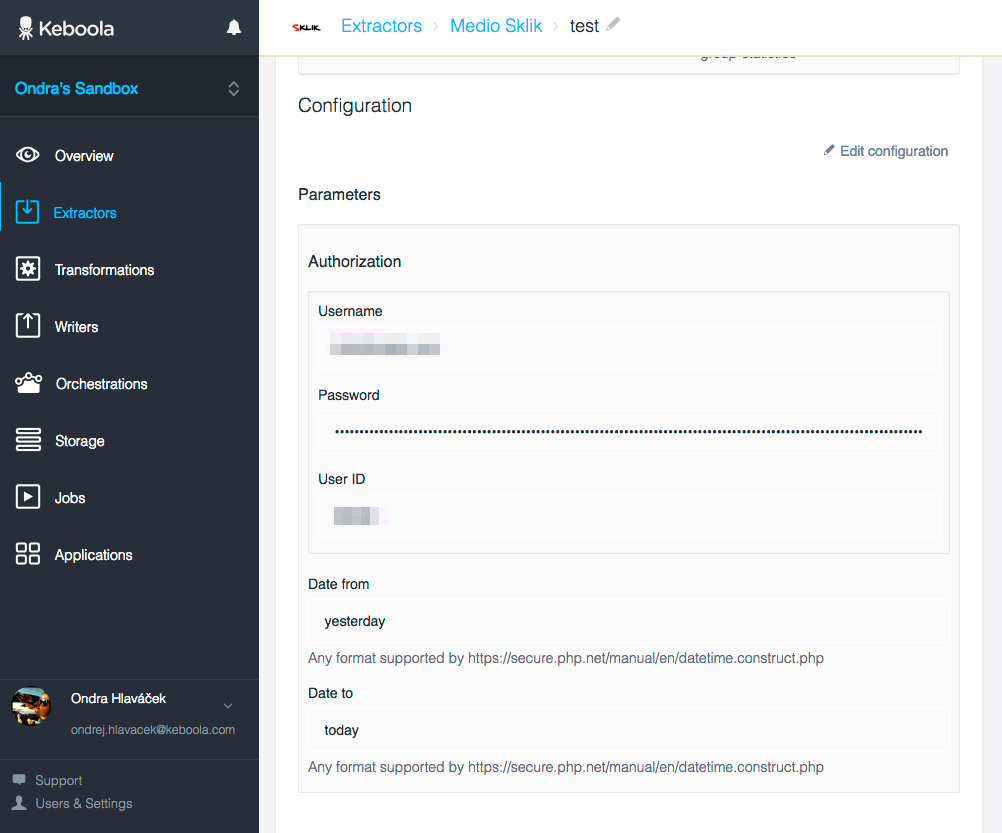 Keboola
SKLIK
Extractors > Medio Sklik > test
group-statistics
Ondra's Sandbox
Overview
Extractors
Transformations
Writers
Orchestrations
Storage
Jobs
Applications
Ondra Hlaváček
ondrej.hlavacek@keboola.com
Support
Users & Settings
Configuration
Edit configuration
Parameters
Authorization
Username
Password
User ID
Date from
yesterday
Any format supported by https://secure.php.net/manual/en/datetime.construct.php
Date to
today
Any format supported by https://secure.php.net/manual/en/datetime.construct.php